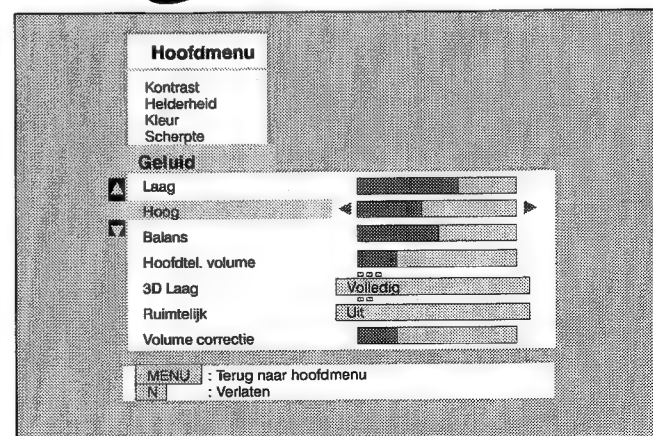 Hoofdmenu
Kontrast
Helderheid
Kleur
Scherpte
Geluid
Laag
Hoog
Balans
Hoofdtel. volume
3D Laag Volledig
Ruimtelijk Uit
Volume correctie
MENU : Terug naar hoofdmenu
N : Verlaten